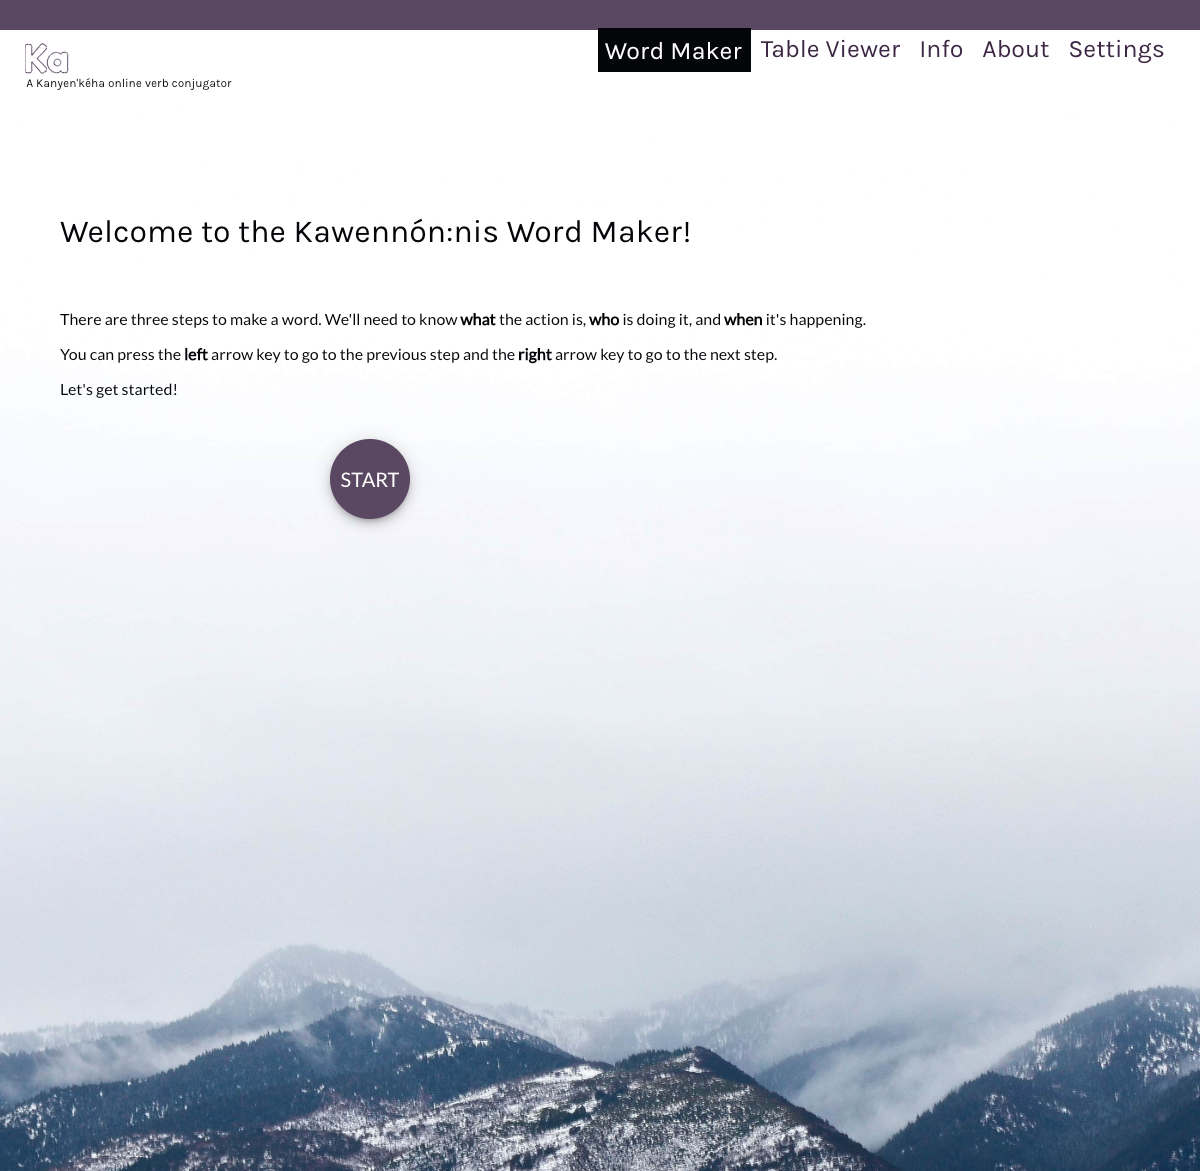 Word Maker Table Viewer Info About Settings
Ka
A Kanyen'kéha online verb conjugator
Welcome to the Kawennón:nis Word Maker!
There are three steps to make a word. We'll need to know what the action is, who is doing it, and when it's happening.
You can press the left arrow key to go to the previous step and the right arrow key to go to the next step.
Let's get started!
START